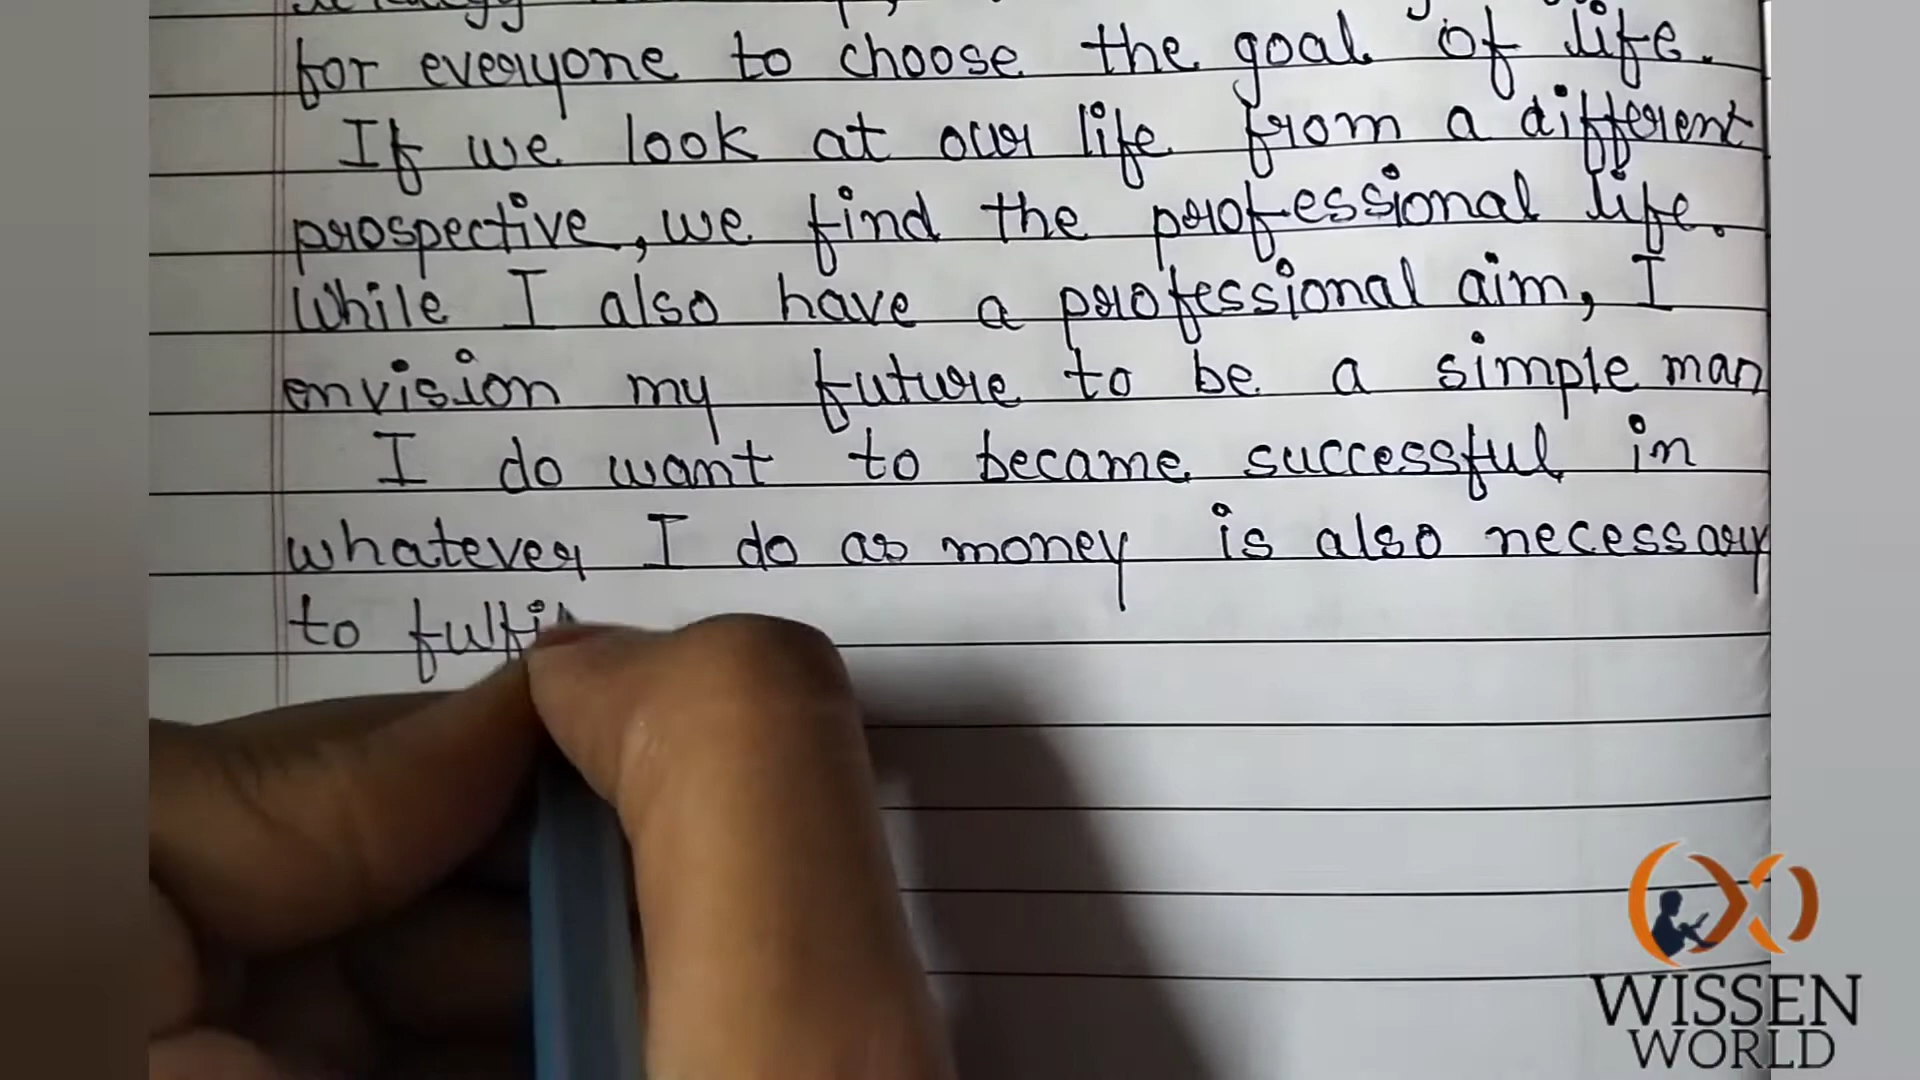 for everyone to choose the goal of life.
If we look at our life from a different
prospective, we find the professional life.
While I also have a professional aim, I
envision my future to be a simple man
I do want to became successful in
whatever I do as money is also necessary
to fulfil
WISSEN
WORLD